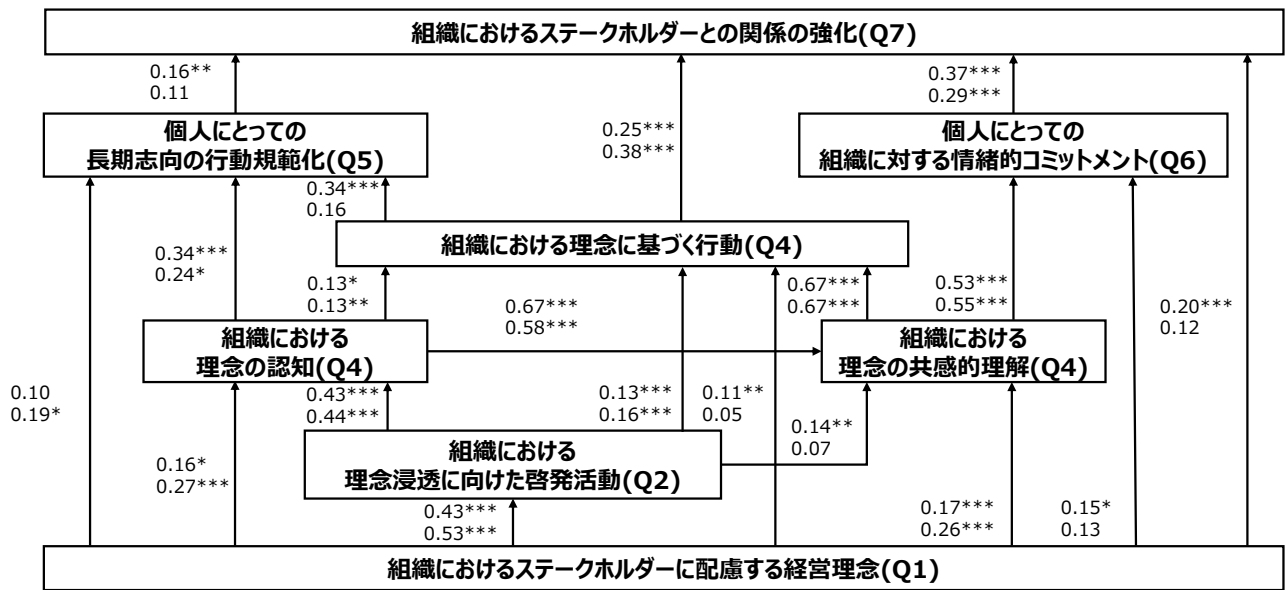 組織におけるステークホルダーとの関係の強化(Q7)
0.16**
0.11
0.37***
0.29***
個人にとっての
長期志向の行動規範化(Q5)
0.25***
0.38***
個人にとっての
組織に対する情緒的コミットメント(Q6)
0.34***
0.16
組織における理念に基づく行動(Q4)
0.34***
0.24*
0.13*
0.13**
0.67***
0.58***
0.67***
0.67***
0.53***
0.55***
0.20***
0.12
組織における
理念の認知(Q4)
組織における
理念の共感的理解(Q4)
0.10
0.19*
0.43***
0.44***
0.13***
0.16***
0.11**
0.05
0.14**
0.07
組織における
理念浸透に向けた啓発活動(Q2)
0.16*
0.27***
0.43***
0.53***
0.17***
0.26***
0.15*
0.13
組織におけるステークホルダーに配慮する経営理念(Q1)